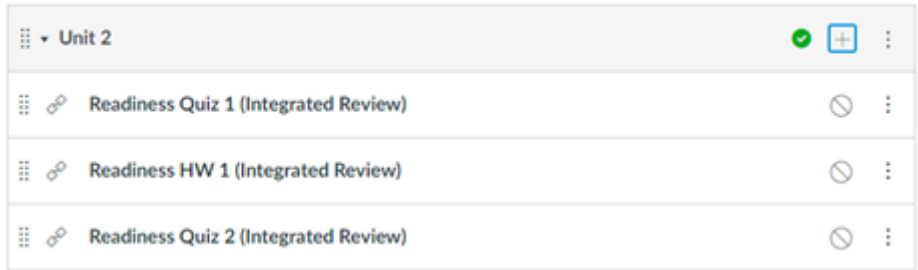 Unit 2
Readiness Quiz 1 (Integrated Review)
Readiness HW 1 (Integrated Review)
Readiness Quiz 2 (Integrated Review)